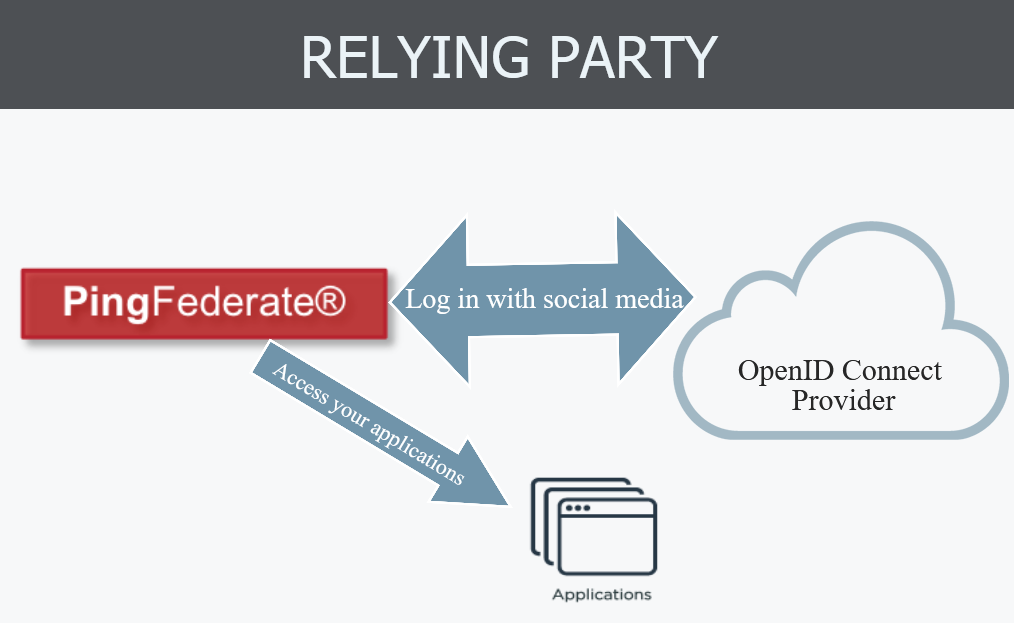 RELYING PARTY
PingFederate®
Log in with social media
OpenID Connect
Provider
Access your applications
Applications